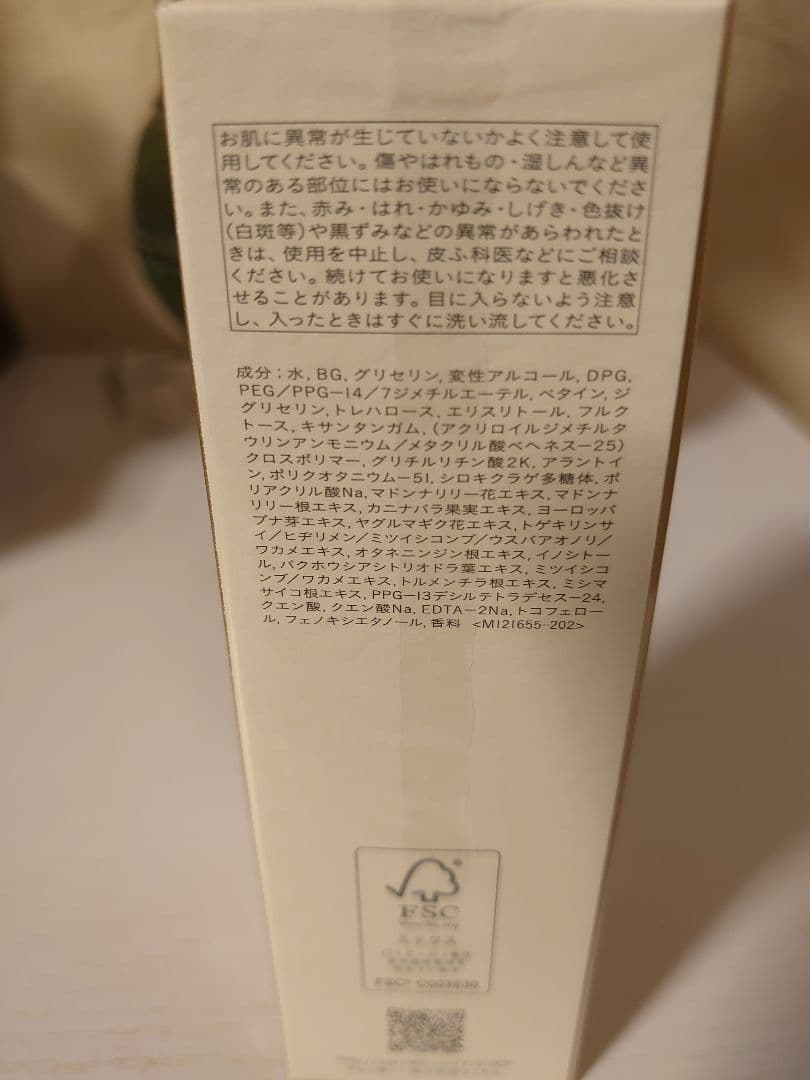 お肌に異常が生じていないかよく注意して使
用してください。傷やはれもの・湿しんなど異
常のある部位にはお使いにならないでくださ
い。また、赤み・はれ・かゆみ・しげき・色抜け
(白斑等)や黒ずみなどの異常があらわれたと
きは、使用を中止し、皮ふ科医などにご相談
ください。続けてお使いになりますと悪化さ
せることがあります。目に入らないよう注意
し、入ったときはすぐに洗い流してください。
成分；水, BG, グリセリン, 変性アルコール, DPG,
PEG／PPG－14／7ジメチルエーテル, ベタイン, ジ
グリセリン, トレハロース, エリスリトール, フルク
トース, キサンタンガム, (アクリロイルジメチルタ
ウリンアンモニウム／メタクリル酸ベヘネス－25)
クロスポリマー, グリチルリチン酸2K, アラントイ
ン, ポリクオタニウム－51, シロキクラゲ多糖体, ポ
リアクリル酸Na, マドンナリリー花エキス, マドンナ
リリー根エキス, カニナバラ果実エキス, ヨーロッパ
ブナ芽エキス, ヤグルマギク花エキス, トゲキリンサ
イ／ヒヂリメン／ミツイシコンブ／ウスバアオノリ／
ワカメエキス, オタネニンジン根エキス, イノシトー
ル, バクホウシアシトリオドラ葉エキス, ミツイシコ
ンブ／ワカメエキス, トルメンチラ根エキス, ミシマ
サイコ根エキス, PPG－13デシルテトラデセス－24,
クエン酸, クエン酸Na, EDTA－2Na, トコフェロー
ル, フェノキシエタノール, 香料 <M121655-202>
FSC
ミックス